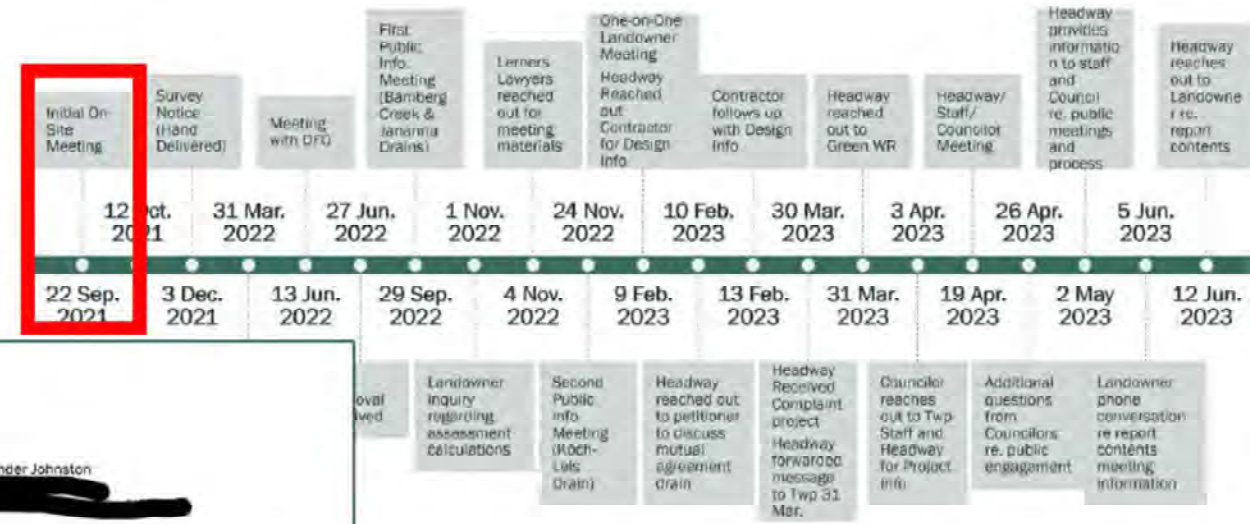 Initial On-
Site
Meeting
Survey
Notice
(Hand
Delivered)
Meeting
with DFO
First
Public
Info.
Meeting
(Bamberg
Creek &
Jananna
Drains)
Lerners
Lawyers
reached
out for
meeting
materials
One-on-One
Landowner
Meeting
Headway
Reached
out
Contractor
for Design
Info
Contractor
follows up
with Design
Info
Headway
reached
out to
Green WR
Headway/
Staff/
Councilor
Meeting
Headway
provides
informatio
n to staff
and
Council
re. public
meetings
and
process
Headway
reaches
out to
Landowne
r re.
report
contents
12 Oct.
2021
31 Mar.
2022
27 Jun.
2022
1 Nov.
2022
24 Nov.
2022
10 Feb.
2023
30 Mar.
2023
3 Apr.
2023
26 Apr.
2023
5 Jun.
2023
22 Sep.
2021
3 Dec.
2021
13 Jun.
2022
29 Sep.
2022
4 Nov.
2022
9 Feb.
2023
13 Feb.
2023
31 Mar.
2023
19 Apr.
2023
2 May
2023
12 Jun.
2023
oval
ved
Landowner
inquiry
regarding
assessment
calculations
Second
Public
Info
Meeting
(Koch-
Leis
Drain)
Headway
reached out
to petitioner
to discuss
mutual
agreement
drain
Headway
Received
Complaint
project
Headway
forwarded
message
to Twp 31
Mar.
Councilor
reaches
out to Twp
Staff and
Headway
for Project
Info
Additional
questions
from
Councilors
re. public
engagement
Landowner
phone
conversation
re report
contents
meeting
information
nder Johnston